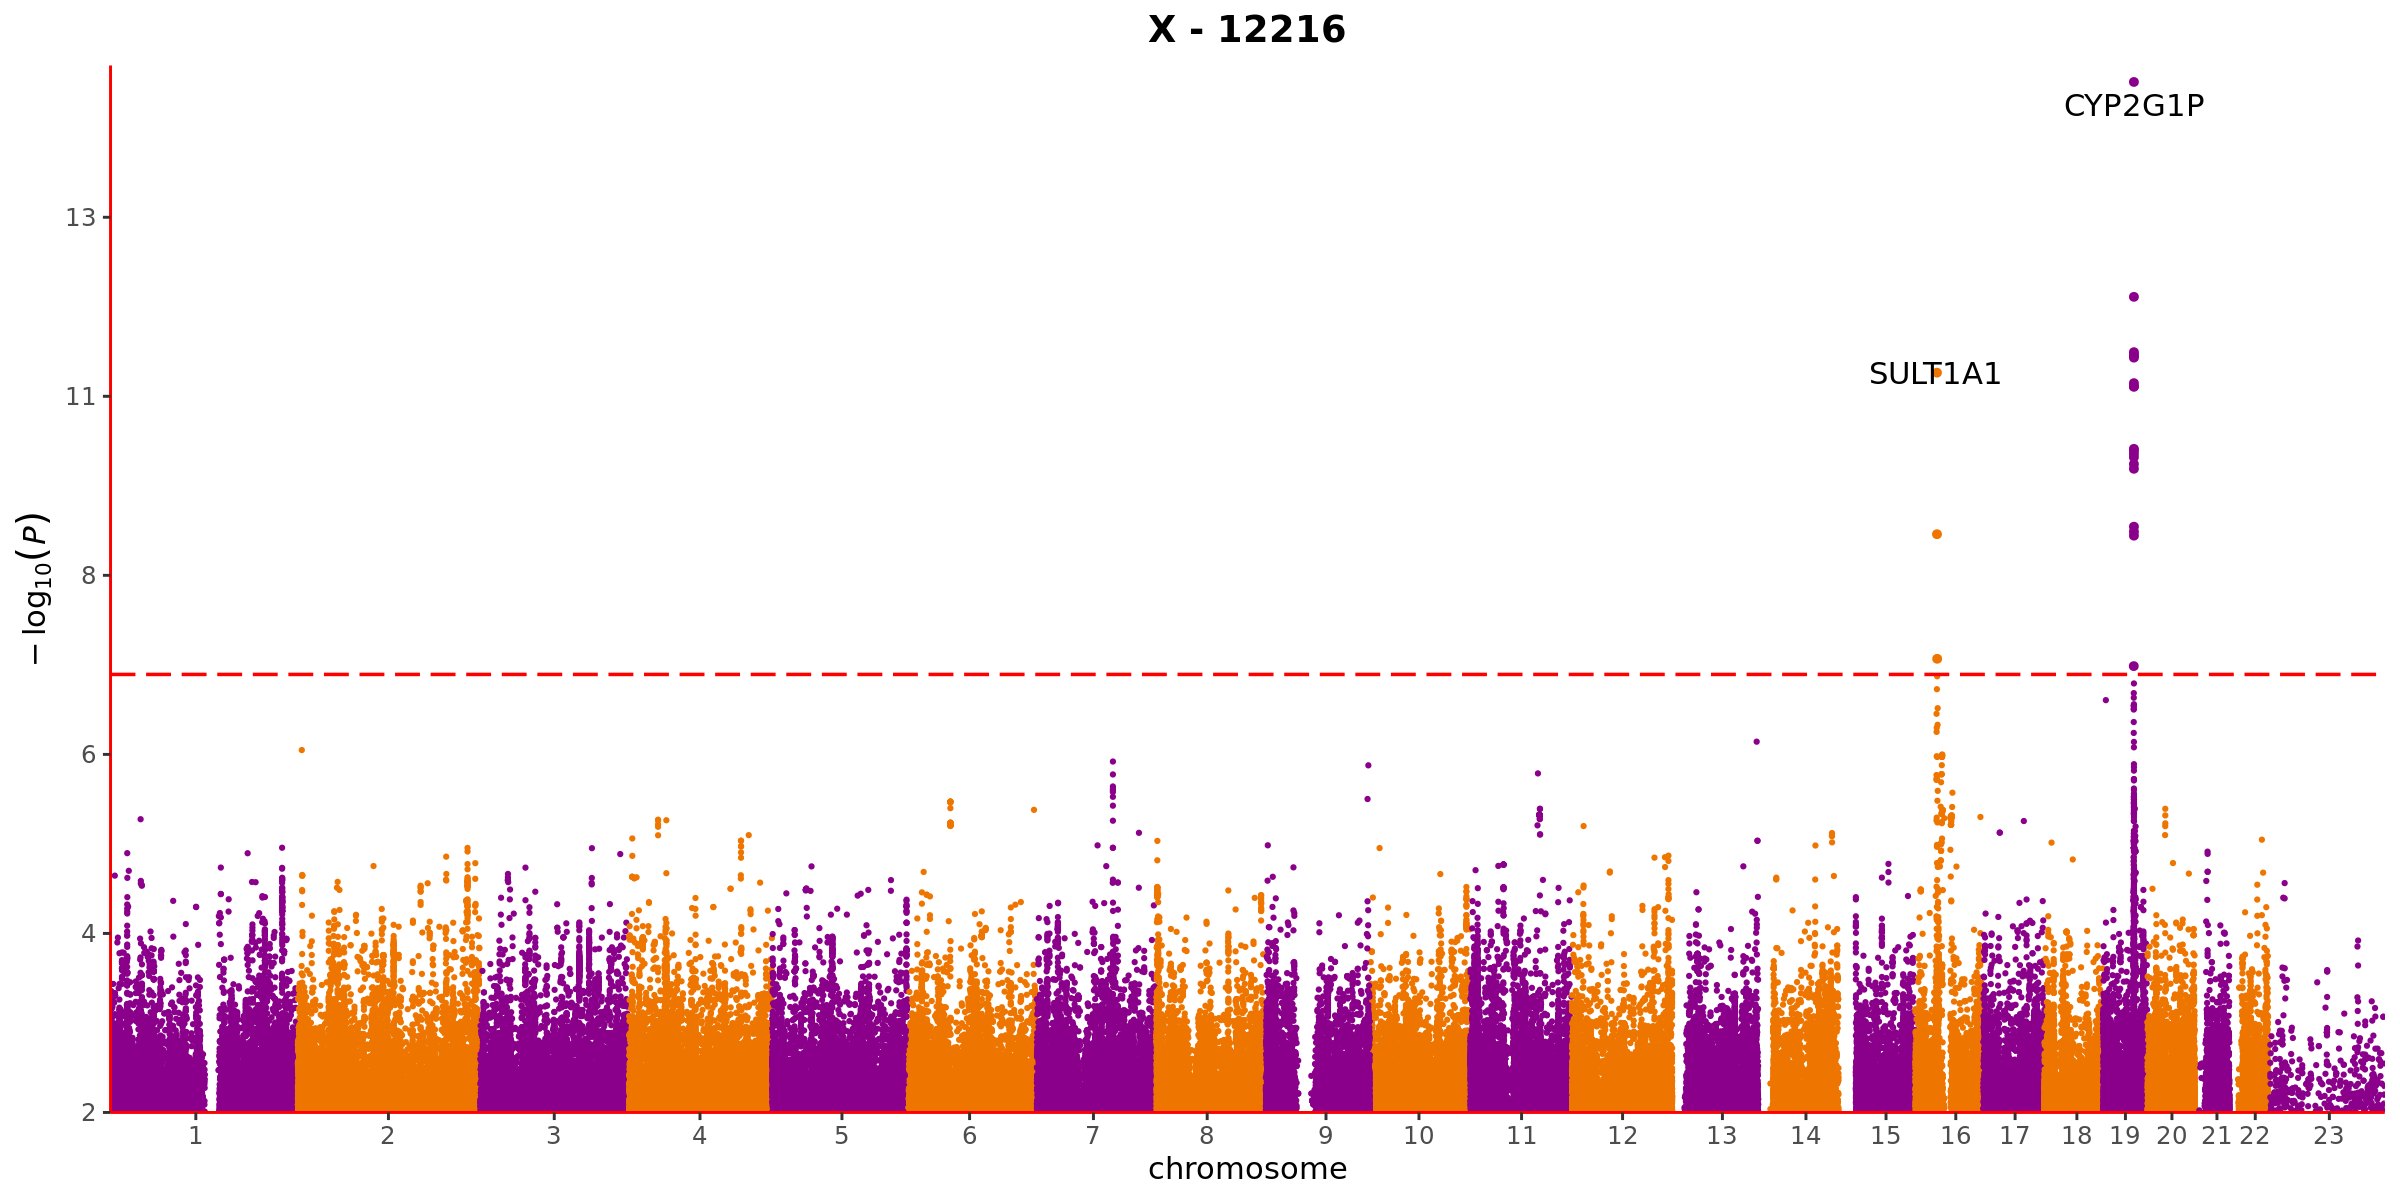 X - 12216
CYP2G1P
SULT1A1
− log10(P)
13
11
8
6
4
2
1 2 3 4 5 6 7 8 9 10 11 12 13 14 15 16 17 18 19 20 21 22 23
chromosome